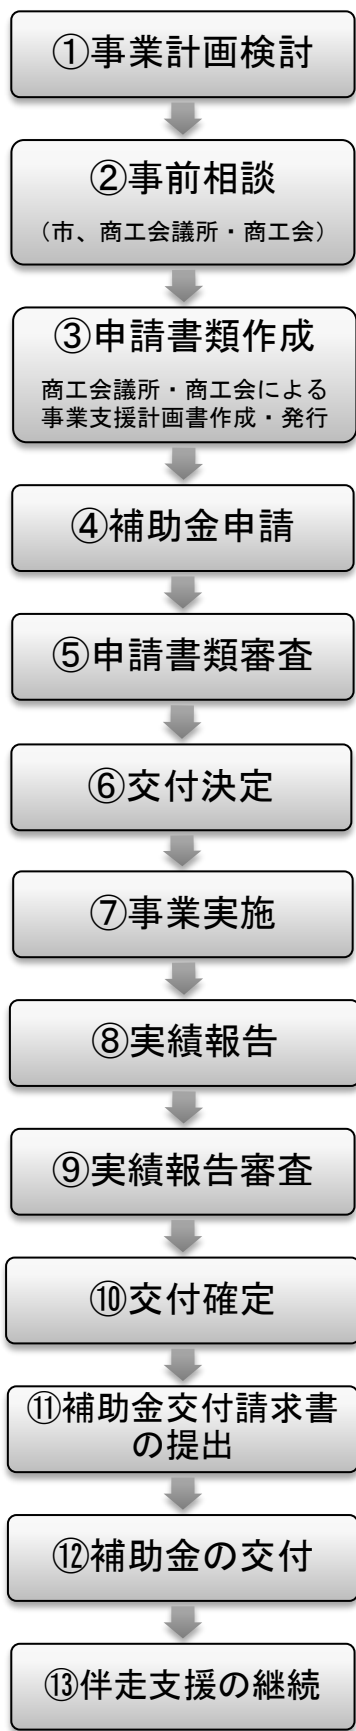 ①事業計画検討
②事前相談
（市、商工会議所・商工会）
③申請書類作成
商工会議所・商工会による
事業支援計画書作成・発行
④補助金申請
⑤申請書類審査
⑥交付決定
⑦事業実施
⑧実績報告
⑨実績報告審査
⑩交付確定
⑪補助金交付請求書
の提出
⑫補助金の交付
⑬伴走支援の継続